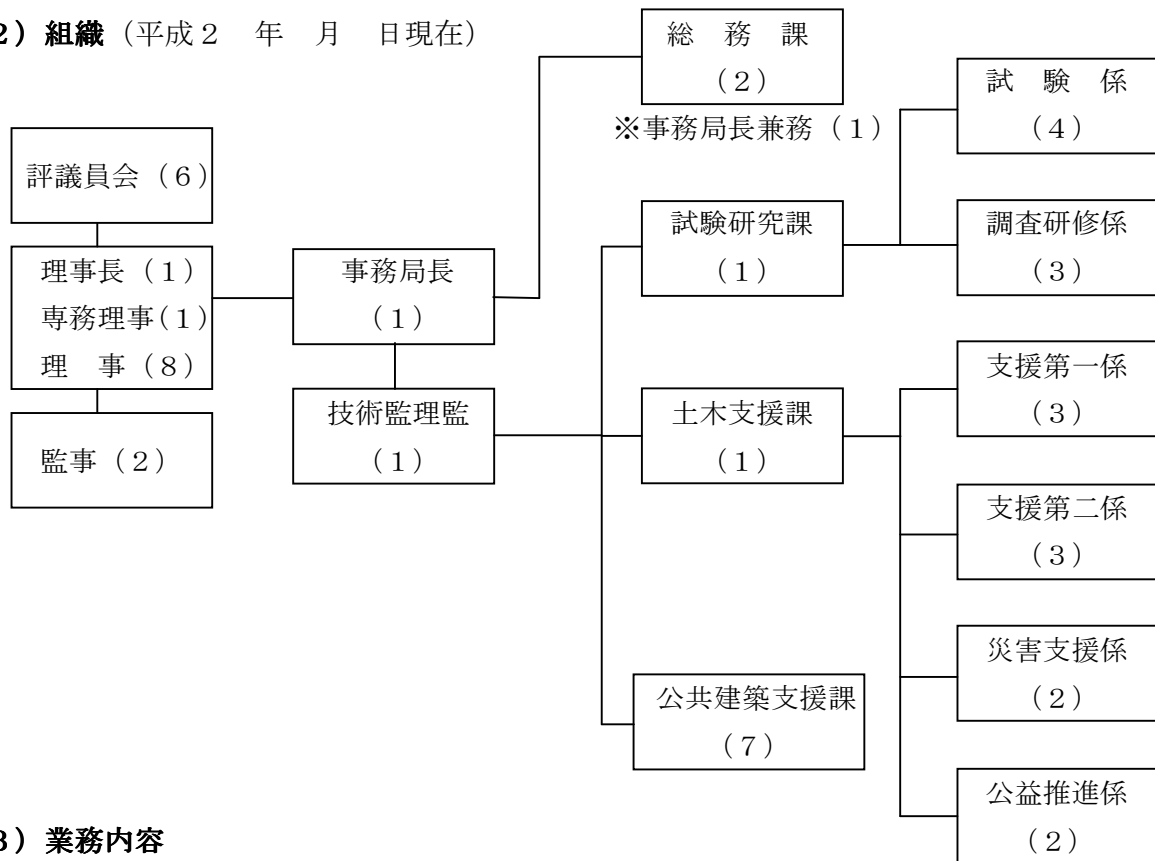 2）組織（平成２　年　月　日現在）
総　務　課
（２）
※事務局長兼務（１）
試　験　係
（４）
評議員会（６）
試験研究課
（１）
調査研修係
（３）
理事長（１）
専務理事（１）
理　事（８）
事務局長
（１）
支援第一係
（３）
技術監理監
（１）
土木支援課
（１）
監事（２）
支援第二係
（３）
災害支援係
（２）
公共建築支援課
（７）
公益推進係
（２）
3）業務内容